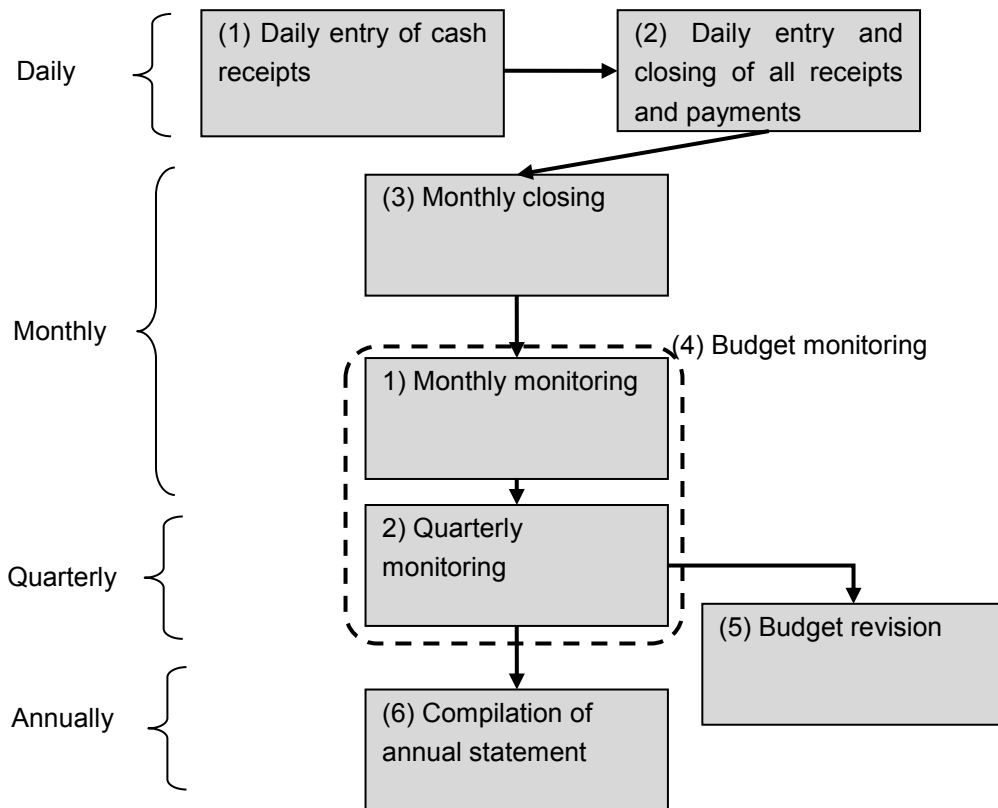 Daily
(1) Daily entry of cash
receipts
(2) Daily entry and
closing of all receipts
and payments
Monthly
(3) Monthly closing
(4) Budget monitoring
1) Monthly monitoring
Quarterly
2) Quarterly
monitoring
(5) Budget revision
Annually
(6) Compilation of
annual statement